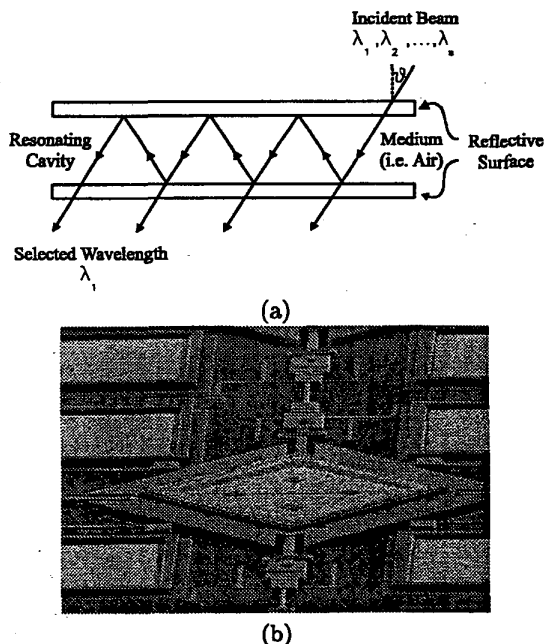 Incident Beam
λ₁ ,λ₂ ,...,λₙ
ϑ
Resonating
Cavity
Medium
(i.e. Air)
Reflective
Surface
Selected Wavelength
λ₁
(a)
(b)